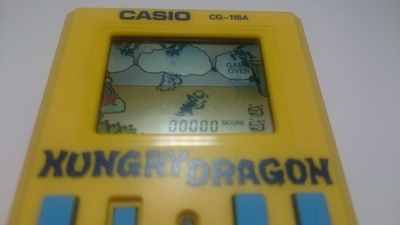 CASIO CG-116A
GAME
OVER
00000 SCORE
HUNGRY DRAGON